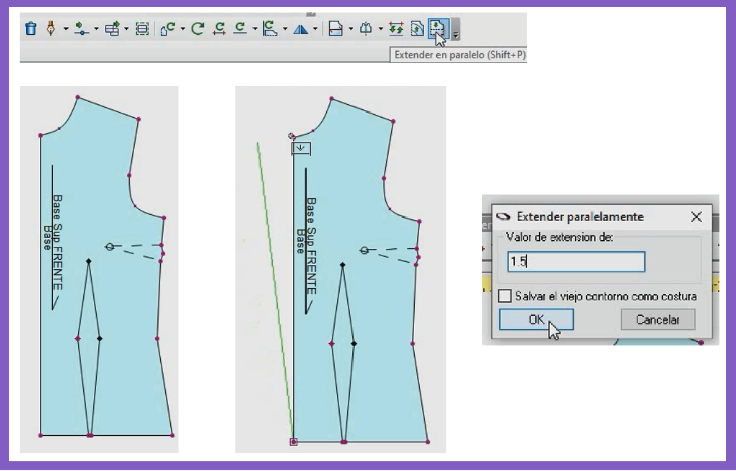 Extender en paralelo (Shift+P)
Base Sup FRENTE
Base
Base Sup FRENTE
Base
Extender paralelamente
Valor de extension de:
1.5
Salvar el viejo contorno como costura
OK
Cancelar